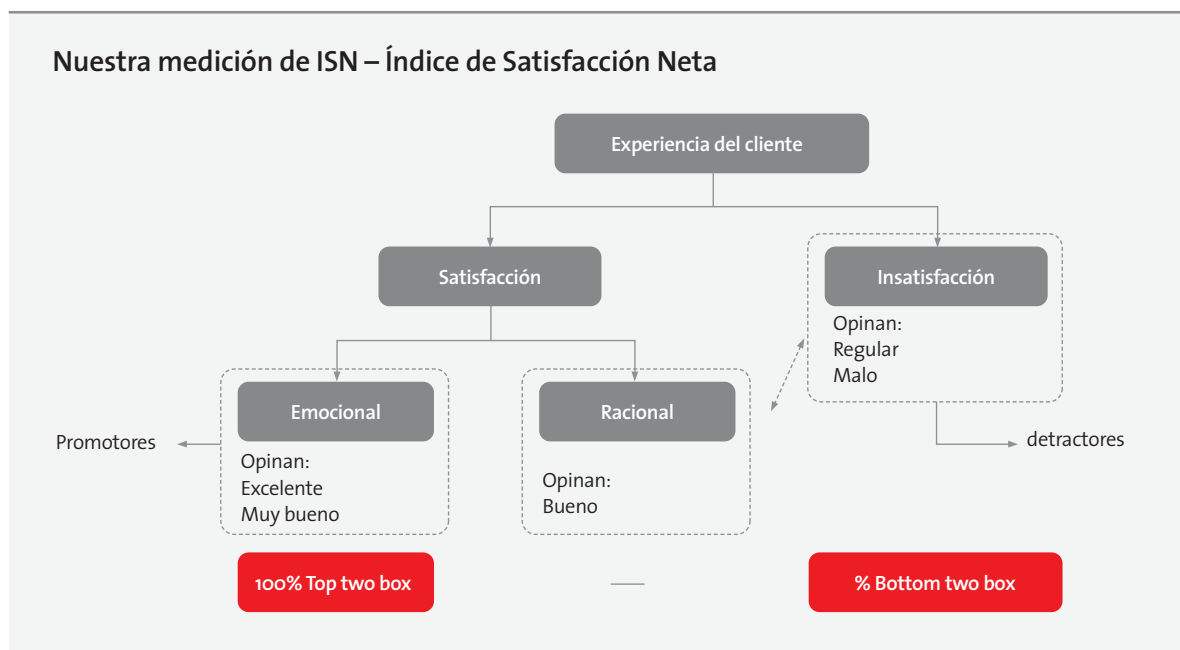 Nuestra medición de ISN – Índice de Satisfacción Neta
Experiencia del cliente
Satisfacción
Insatisfacción
Opinan:
Regular
Malo
Emocional
Racional
Promotores
detractores
Opinan:
Excelente
Muy bueno
Opinan:
Bueno
100% Top two box
—
% Bottom two box